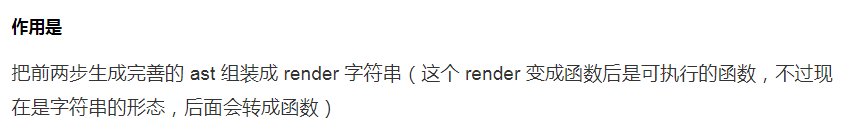 作用是
把前两步生成完善的 ast 组装成 render 字符串（这个 render 变成函数后是可执行的函数，不过现
在是字符串的形态，后面会转成函数）